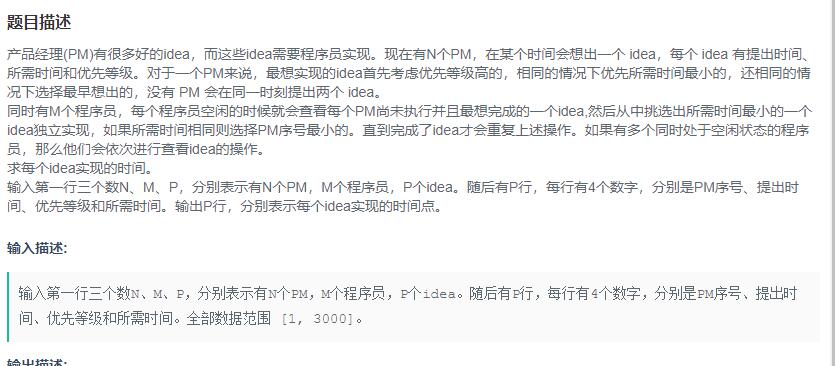 题目描述
产品经理(PM)有很多好的idea，而这些idea需要程序员实现。现在有N个PM，在某个时间会想出一个 idea，每个 idea 有提出时间、
所需时间和优先等级。对于一个PM来说，最想实现的idea首先考虑优先等级高的，相同的情况下优先所需时间最小的，还相同的情
况下选择最早想出的，没有 PM 会在同一时刻提出两个 idea。
同时有M个程序员，每个程序员空闲的时候就会查看每个PM尚未执行并且最想完成的一个idea,然后从中挑选出所需时间最小的一个
idea独立实现，如果所需时间相同则选择PM序号最小的。直到完成了idea才会重复上述操作。如果有多个同时处于空闲状态的程序
员，那么他们会依次进行查看idea的操作。
求每个idea实现的时间。
输入第一行三个数N、M、P，分别表示有N个PM，M个程序员，P个idea。随后有P行，每行有4个数字，分别是PM序号、提出时
间、优先等级和所需时间。输出P行，分别表示每个idea实现的时间点。
输入描述:
输入第一行三个数N、M、P，分别表示有N个PM，M个程序员，P个idea。随后有P行，每行有4个数字，分别是PM序号、提出时
间、优先等级和所需时间。全部数据范围 [1, 3000]。
输出描述: